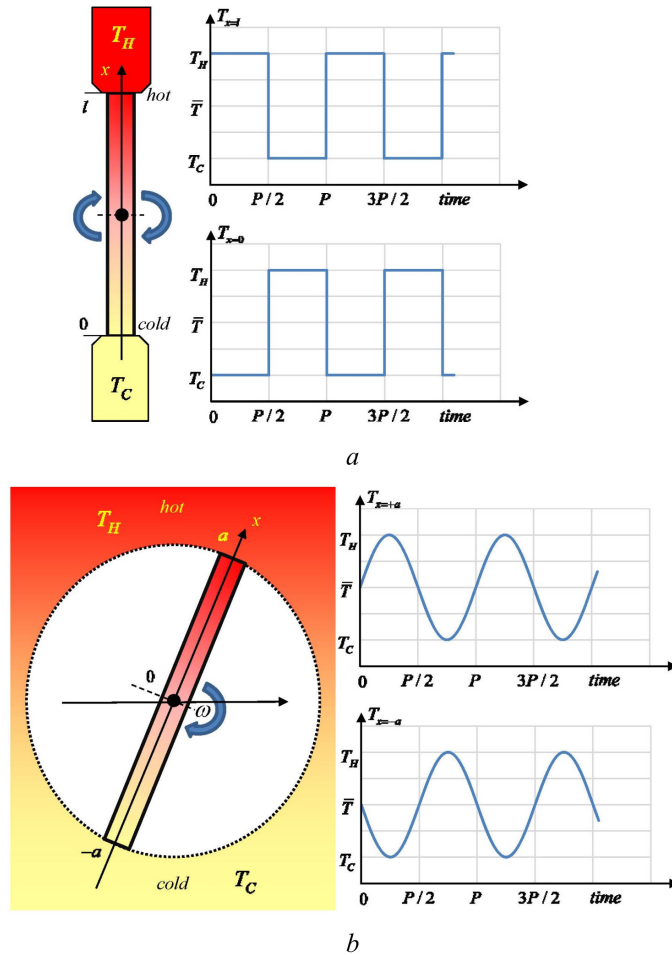 T_H
x
l
hot
0
cold
T_C
T_{x=l}
T_H
T̄
T_C
0 P/2 P 3P/2 time
T_{x=0}
T_H
T̄
T_C
0 P/2 P 3P/2 time
a
hot
T_H
x
a
0
ω
-a
cold
T_C
T_{x=+a}
T_H
T̄
T_C
0 P/2 P 3P/2 time
T_{x=-a}
T_H
T̄
T_C
0 P/2 P 3P/2 time
b